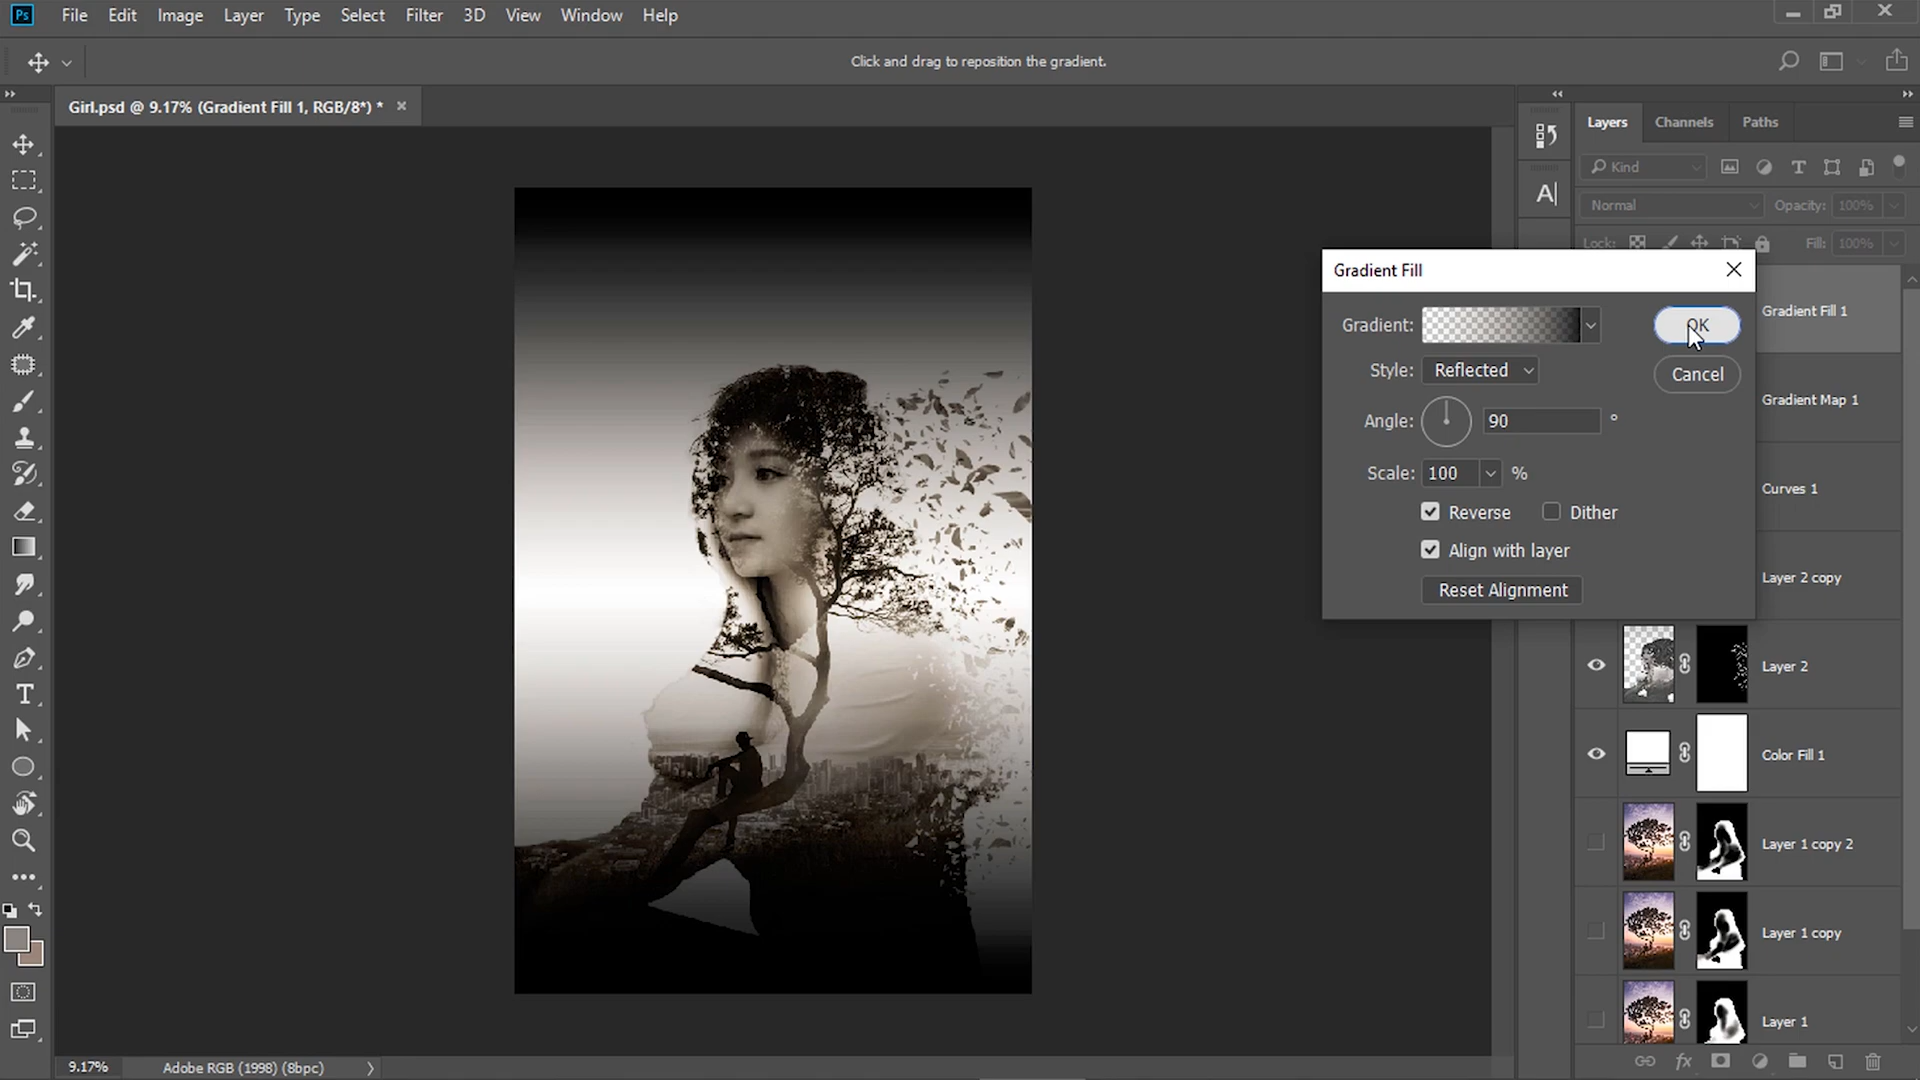 Ps File Edit Image Layer Type Select Filter 3D View Window Help
Click and drag to reposition the gradient.
Girl.psd @ 9.17% (Gradient Fill 1, RGB/8*) *
Layers Channels Paths
Kind
Normal Opacity: 100%
Lock: Fill: 100%
Gradient Fill
Gradient: OK
Style: Reflected Cancel
Angle: 90 °
Scale: 100 %
Reverse Dither
Align with layer
Reset Alignment
Gradient Fill 1
Gradient Map 1
Curves 1
Layer 2 copy
Layer 2
Color Fill 1
Layer 1 copy 2
Layer 1 copy
Layer 1
9.17% Adobe RGB (1998) (8bpc)